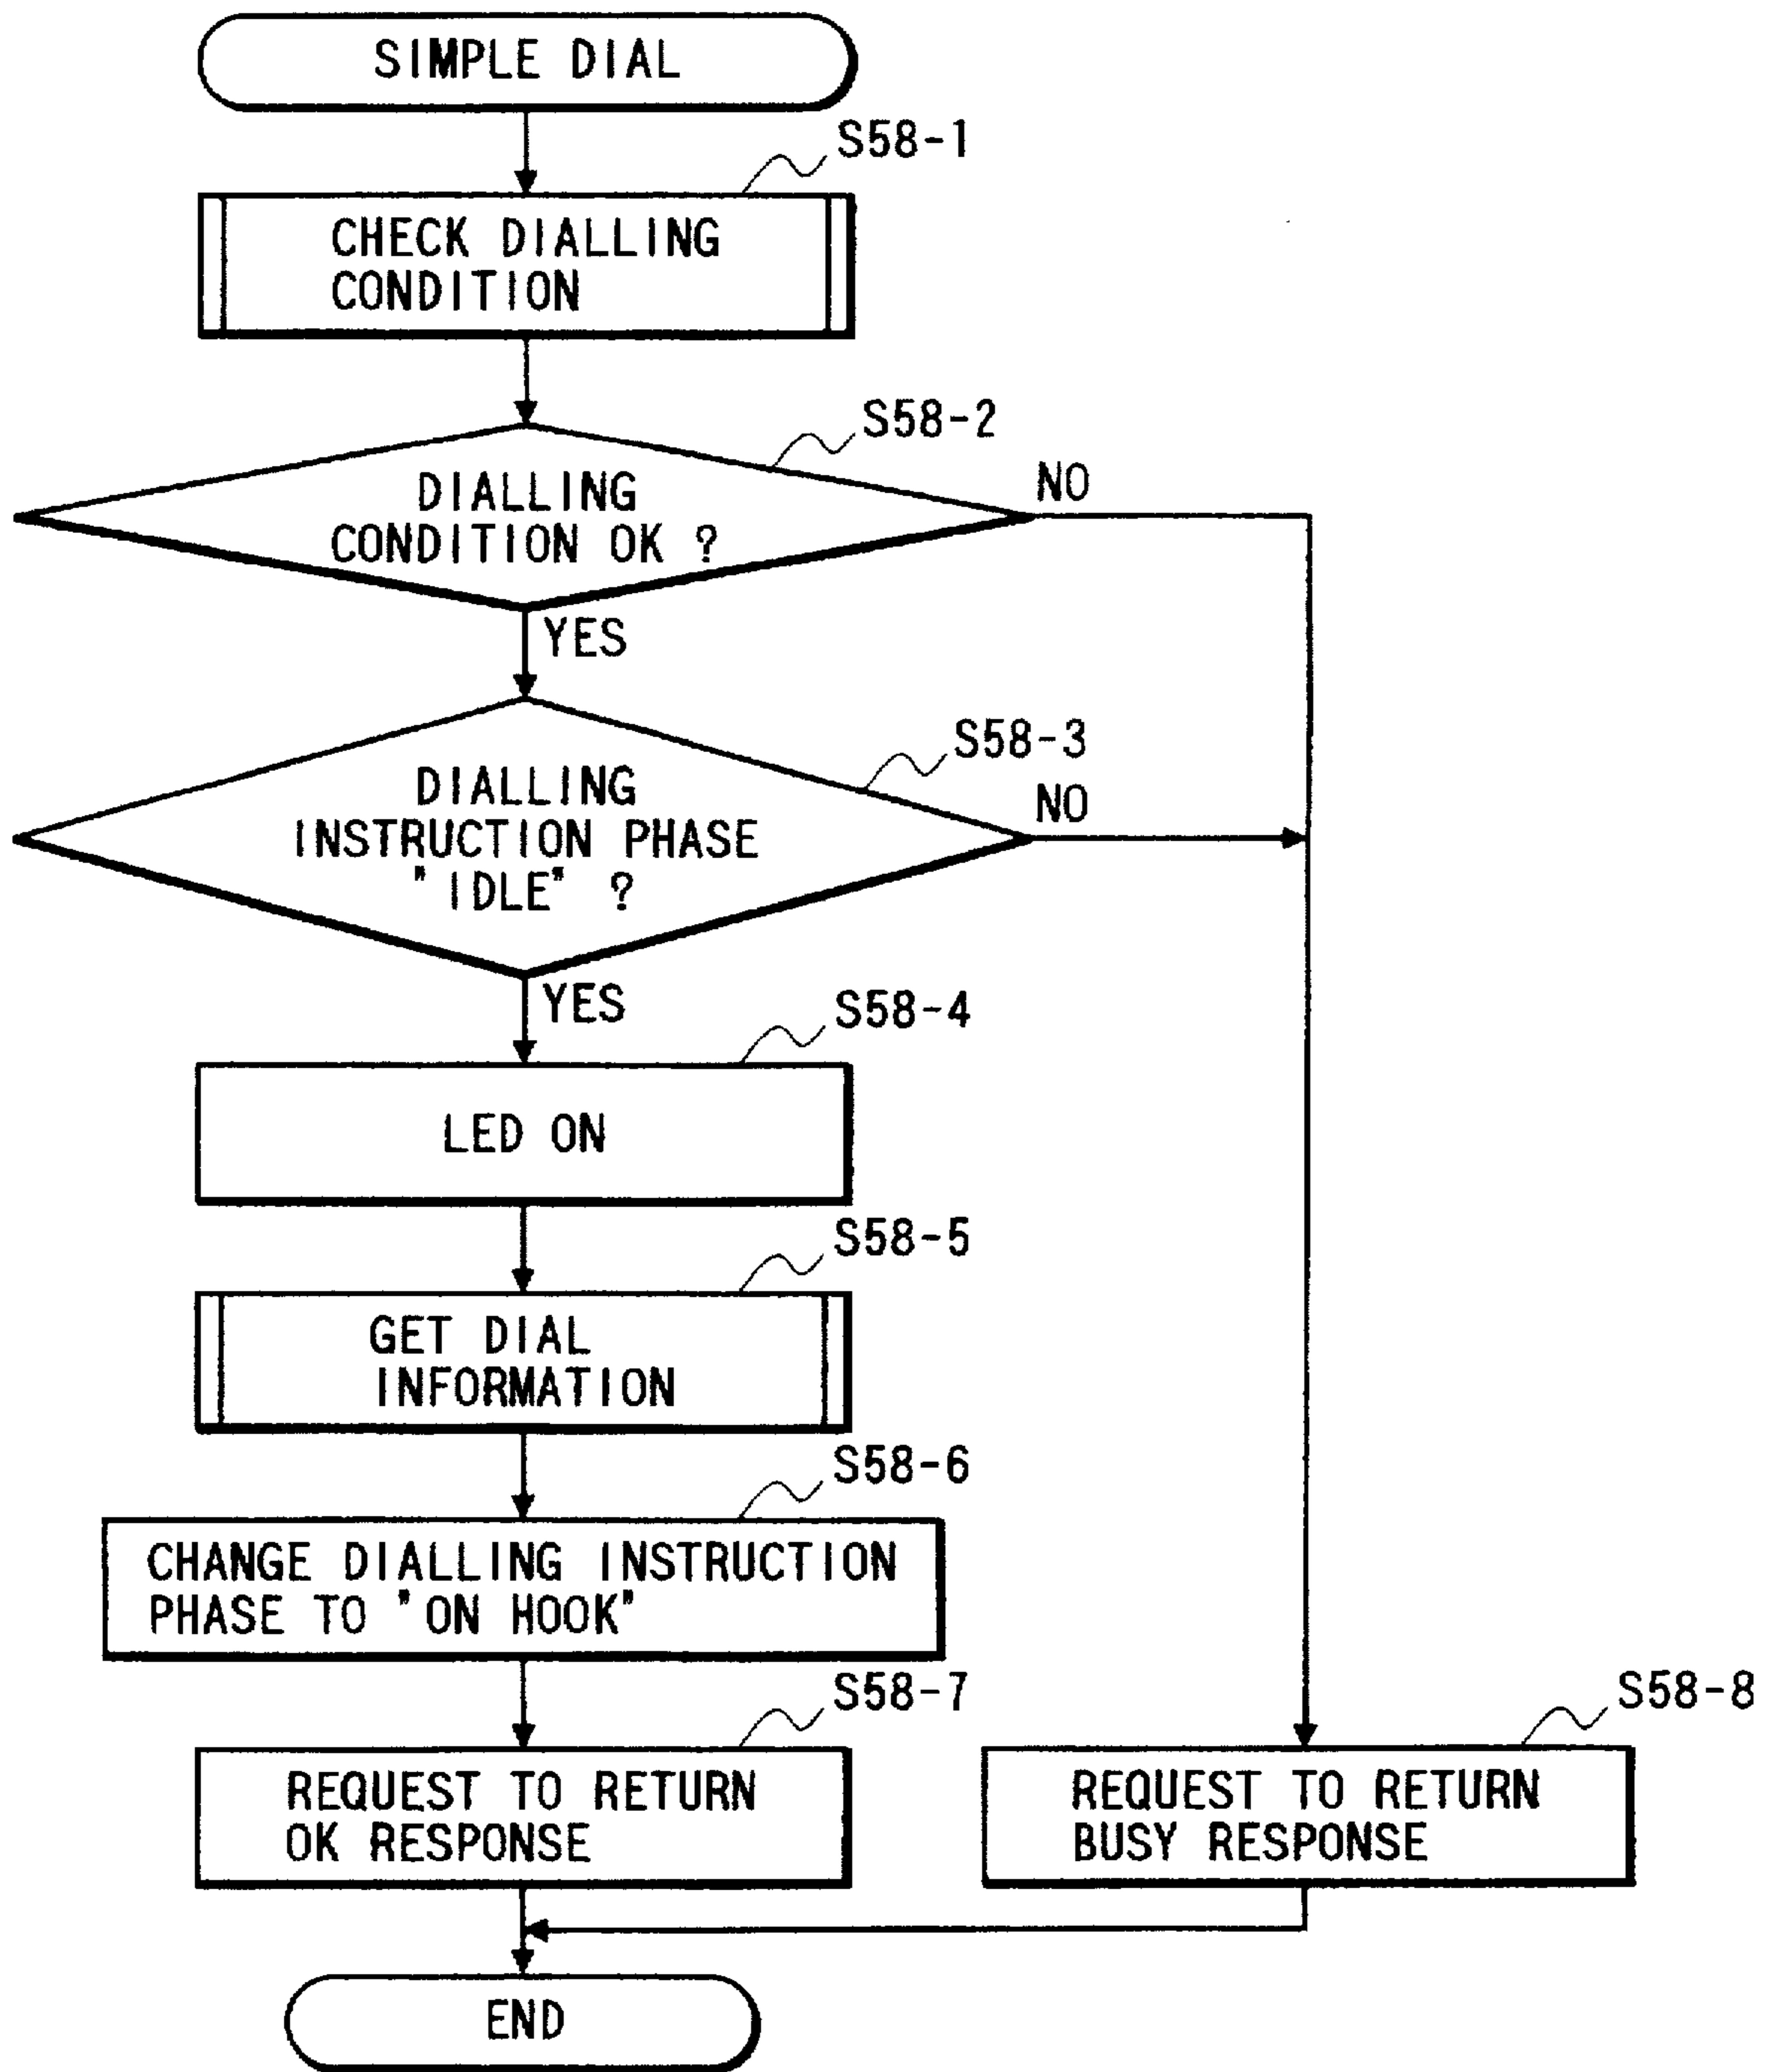 SIMPLE DIAL
S58-1
CHECK DIALLING
CONDITION
S58-2
DIALLING
CONDITION OK ?
NO
YES
S58-3
DIALLING
INSTRUCTION PHASE
"IDLE" ?
NO
YES
S58-4
LED ON
S58-5
GET DIAL
INFORMATION
S58-6
CHANGE DIALLING INSTRUCTION
PHASE TO "ON HOOK"
S58-7
REQUEST TO RETURN
OK RESPONSE
S58-8
REQUEST TO RETURN
BUSY RESPONSE
END